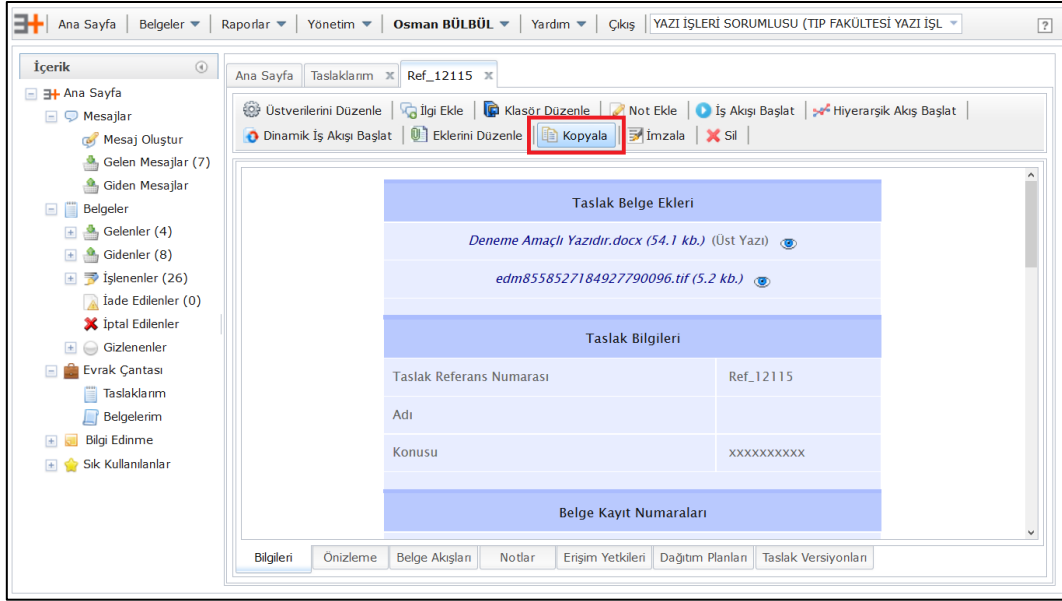 Ana Sayfa Belgeler Raporlar Yönetim Osman BÜLBÜL Yardım Çıkış YAZI İŞLERİ SORUMLUSU (TIP FAKÜLTESİ YAZI İŞL ?
İçerik
Ana Sayfa
Mesajlar
Mesaj Oluştur
Gelen Mesajlar (7)
Giden Mesajlar
Belgeler
Gelenler (4)
Gidenler (8)
İşlenenler (26)
İade Edilenler (0)
İptal Edilenler
Gizlenenler
Evrak Çantası
Taslaklarım
Belgelerim
Bilgi Edinme
Sık Kullanılanlar
Ana Sayfa Taslaklarım x Ref_12115 x
Üstverilerini Düzenle İlgi Ekle Klasör Düzenle Not Ekle İş Akışı Başlat Hiyerarşik Akış Başlat
Dinamik İş Akışı Başlat Eklerini Düzenle Kopyala İmzala Sil
Taslak Belge Ekleri
Deneme Amaçlı Yazıdır.docx (54.1 kb.) (Üst Yazı)
edm8558527184927790096.tif (5.2 kb.)
Taslak Bilgileri
Taslak Referans Numarası Ref_12115
Adı
Konusu xxxxxxxxxx
Belge Kayıt Numaraları
Bilgileri Önizleme Belge Akışları Notlar Erişim Yetkileri Dağıtım Planları Taslak Versiyonları